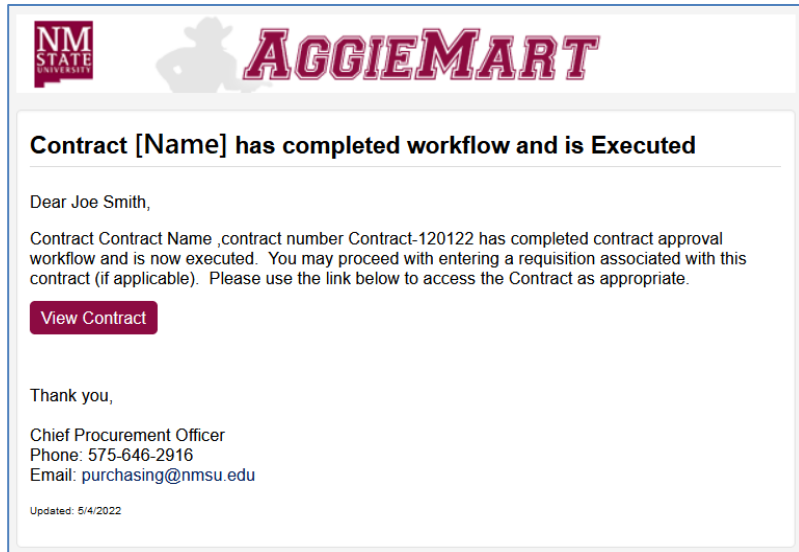 NM
STATE
UNIVERSITY
AGGIEMART
Contract [Name] has completed workflow and is Executed
Dear Joe Smith,
Contract Contract Name ,contract number Contract-120122 has completed contract approval
workflow and is now executed.  You may proceed with entering a requisition associated with this
contract (if applicable).  Please use the link below to access the Contract as appropriate.
View Contract
Thank you,
Chief Procurement Officer
Phone: 575-646-2916
Email: purchasing@nmsu.edu
Updated: 5/4/2022